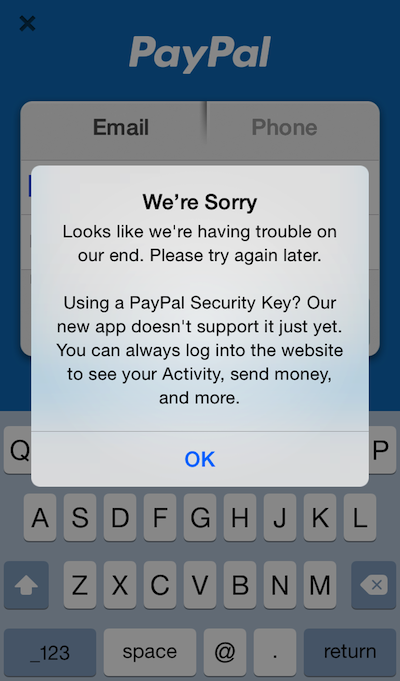 PayPal
Email
Phone
We're Sorry
Looks like we're having trouble on
our end. Please try again later.
Using a PayPal Security Key? Our
new app doesn't support it just yet.
You can always log into the website
to see your Activity, send money,
and more.
OK
Q
P
A S D F G H J K L
Z X C V B N M
_123 space @ . return